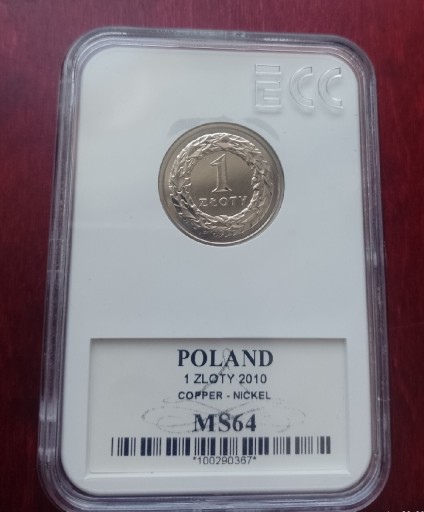 ECC
1
ZŁOTY
POLAND
1 ZLOTY 2010
COPPER - NICKEL
MS64
*100290367*